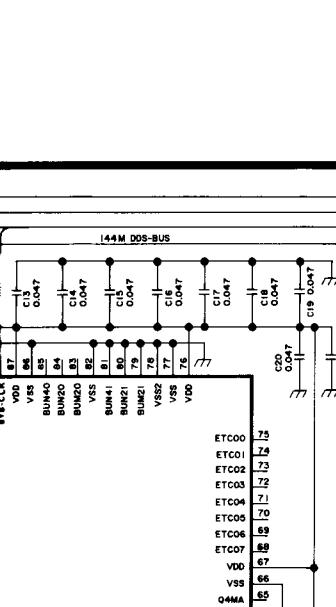 144M DDS-BUS
C13 0.047
C14 0.047
C15 0.047
C16 0.047
C17 0.047
C18 0.047
C19 0.047
C20 0.047
87 86 85 84 83 82 81 80 79 78 77 76
VDD
VSS
BUN40
BUN20
BUM20
VSS
BUN41
BUN21
BUM21
VSS2
VSS
VDD
ETC00 75
ETC01 74
ETC02 73
ETC03 72
ETC04 71
ETC05 70
ETC06 69
ETC07 68
VDD 67
VSS 66
Q4MA 65